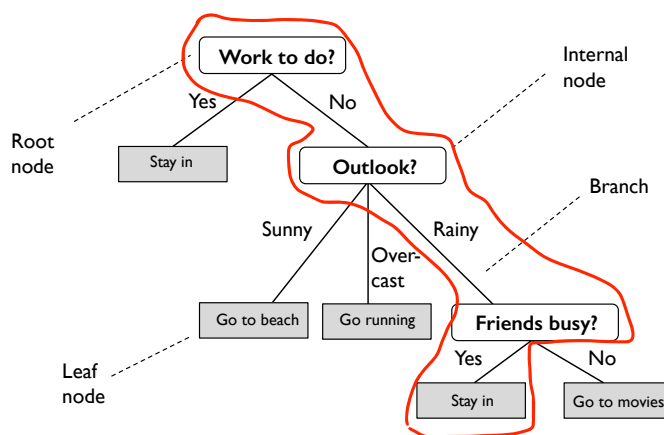 Work to do?
Internal
node
Yes
No
Root
node
Stay in
Outlook?
Branch
Sunny
Rainy
Over-
cast
Go to beach
Go running
Friends busy?
Yes
No
Leaf
node
Stay in
Go to movies